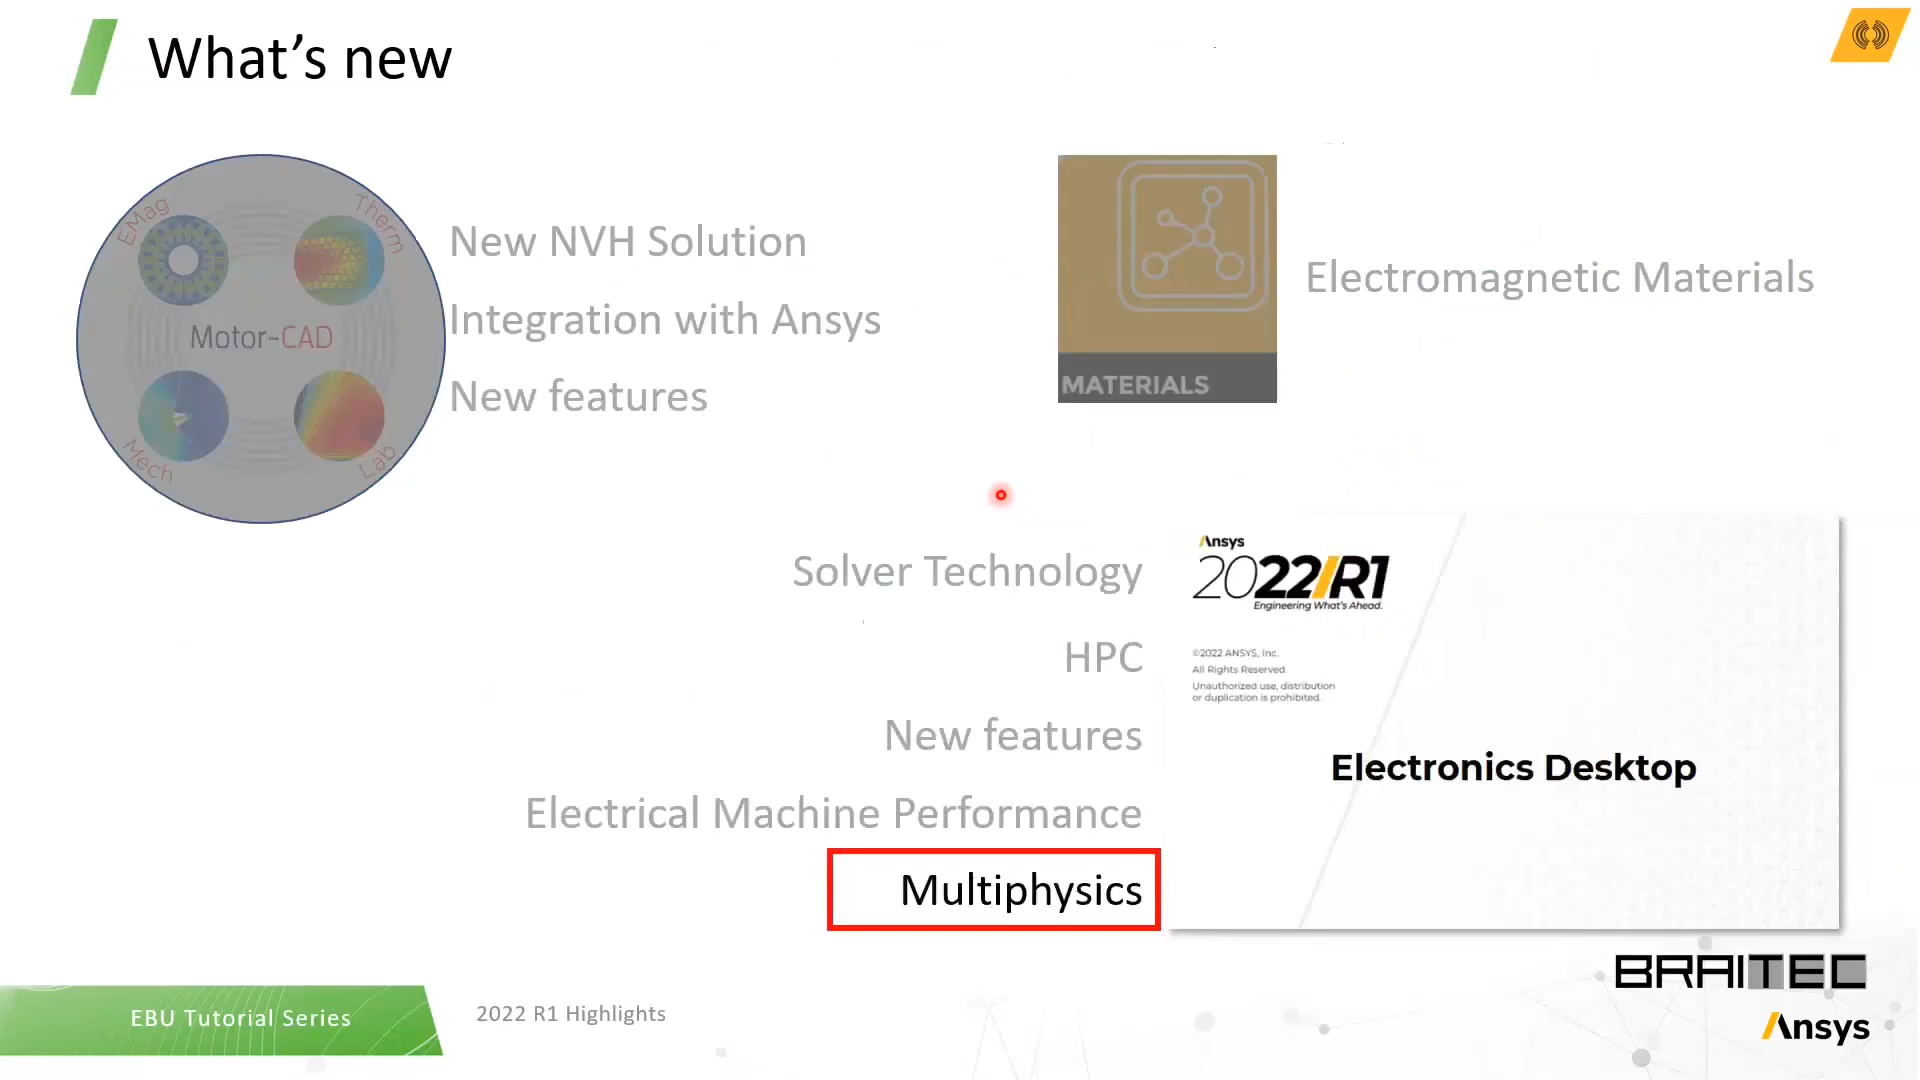 What's new
EMag
Therm
Motor-CAD
Mech
Lab
New NVH Solution
Integration with Ansys
New features
MATERIALS
Electromagnetic Materials
Solver Technology
HPC
New features
Electrical Machine Performance
Multiphysics
Ansys
2022/R1
Engineering What's Ahead.
©2022 ANSYS, Inc.
All Rights Reserved.
Unauthorized use, distribution
or duplication is prohibited.
Electronics Desktop
EBU Tutorial Series
2022 R1 Highlights
BRAITEC
Ansys